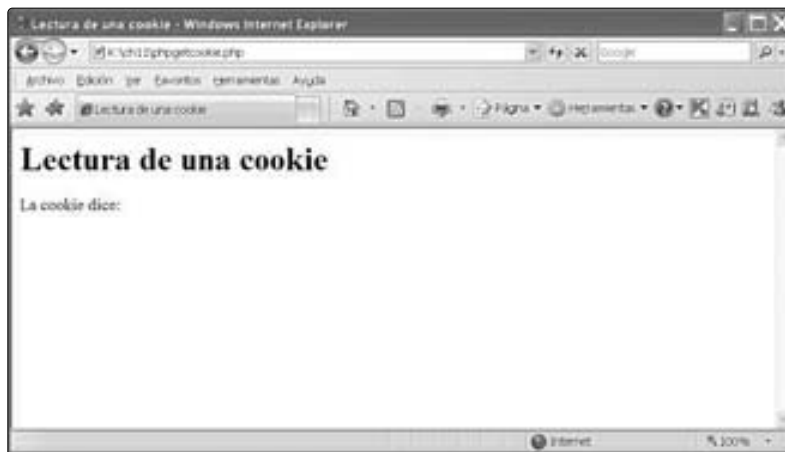 Lectura de una cookie - Windows Internet Explorer
Google
Archivo Edición Ver Favoritos Herramientas Ayuda
Lectura de una cookie
Página Herramientas
Lectura de una cookie
La cookie dice:
Internet 100%